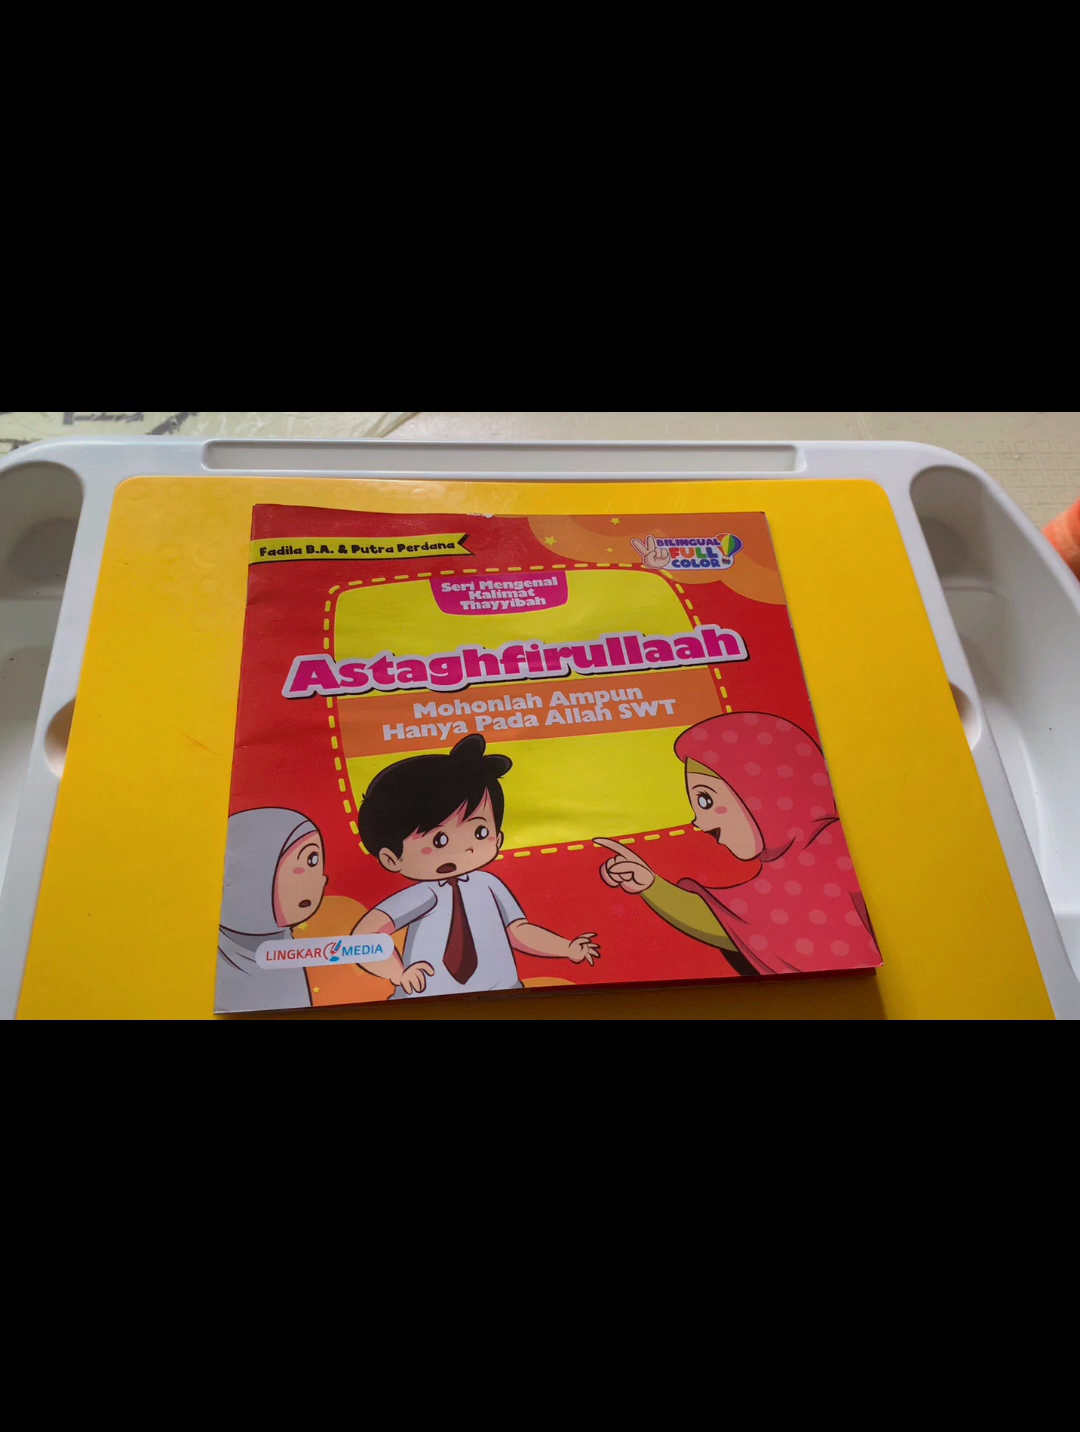 Fadila B.A. & Putra Perdana
BILINGUAL
FULL
COLOR
Seri Mengenal
Kalimat
Thayyibah
Astaghfirullaah
Mohonlah Ampun
Hanya Pada Allah SWT
LINGKAR MEDIA